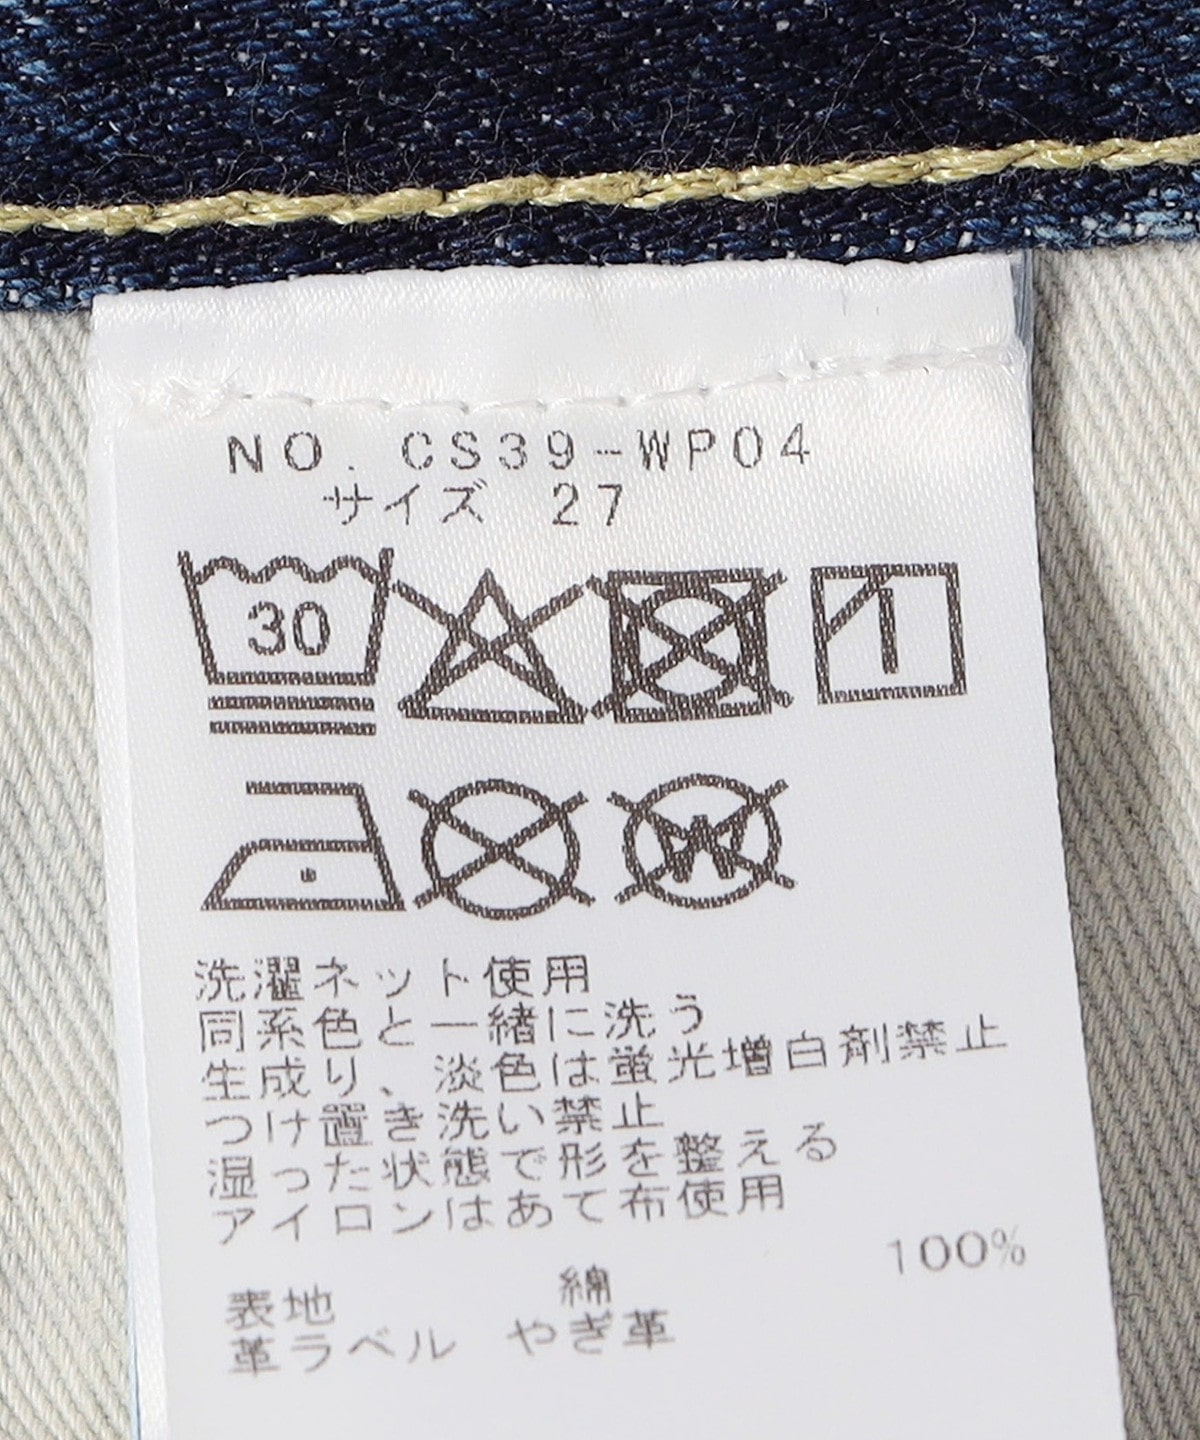 NO. CS39-WP04
サイズ 27
30
W
洗濯ネット使用
同系色と一緒に洗う
生成り、淡色は蛍光増白剤禁止
つけ置き洗い禁止
湿った状態で形を整える
アイロンはあて布使用
表地 綿 100%
革ラベル やぎ革